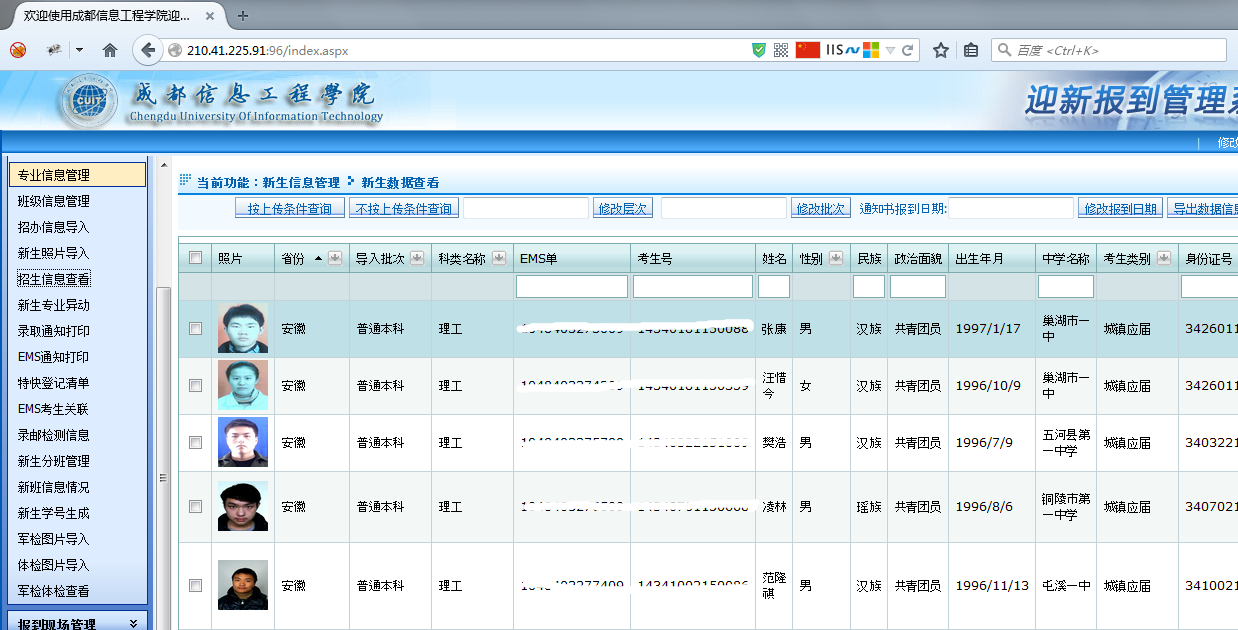 欢迎使用成都信息工程学院迎...
210.41.225.91:96/index.aspx
IIS
百度 <Ctrl+K>
CUIT
成都信息工程學院
Chengdu University Of Information Technology
迎新报到管理
修改
专业信息管理
班级信息管理
招办信息导入
新生照片导入
招生信息查看
新生专业异动
录取通知打印
EMS通知打印
特快登记清单
EMS考生关联
录邮检测信息
新生分班管理
新班信息情况
新生学号生成
军检图片导入
体检图片导入
军检体检查看
报到现场管理
当前功能：新生信息管理 新生数据查看
按上传条件查询 不按上传条件查询 修改层次 修改批次 通知书报到日期: 修改报到日期 导出数据信息
照片 省份 导入批次 科类名称 EMS单 考生号 姓名 性别 民族 政治面貌 出生年月 中学名称 考生类别 身份证号
安徽 普通本科 理工 张康 男 汉族 共青团员 1997/1/17 巢湖市一中 城镇应届 3426011
安徽 普通本科 理工 汪惜今 女 汉族 共青团员 1996/10/9 巢湖市一中 城镇应届 3426011
安徽 普通本科 理工 樊浩 男 汉族 共青团员 1996/7/9 五河县第一中学 城镇应届 3403221
安徽 普通本科 理工 凌林 男 瑶族 共青团员 1996/8/6 铜陵市第一中学 城镇应届 3407021
安徽 普通本科 理工 范隆祺 男 汉族 共青团员 1996/11/13 屯溪一中 城镇应届 3410021